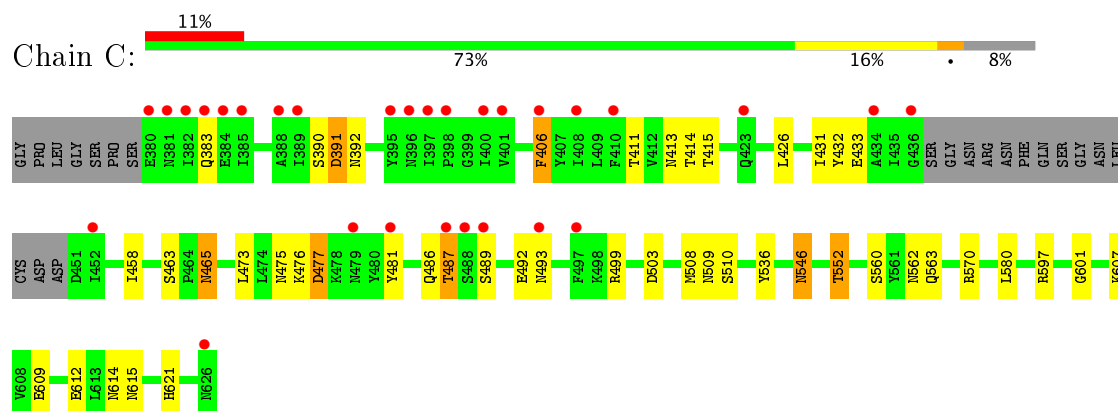 11%
Chain C:
73% 16% • 8%
GLY PRO LEU GLY SER PRO SER E380 N381 I382 Q383 E384 I385 A388 I389 S390 D391 N392 Y395 N396 I397 P398 G399 I400 V401 F406 Y407 I408 L409 F410 T411 V412 N413 T414 T415 Q423 L426 I431 Y432 E433 A434 I435 G436 SER GLY ASN ARG ASN PHE GLN SER GLY ASN LEU
CYS ASP ASP D451 I452 I458 S463 P464 N465 L473 L474 N475 K476 D477 K478 N479 Y480 Y481 Q486 T487 S488 S489 E492 N493 F497 K498 R499 D503 M508 N509 S510 Y536 N546 T552 S560 Y561 N562 Q563 R570 L580 R597 G601 K607
V608 E609 E612 L613 N614 N615 H621 N626